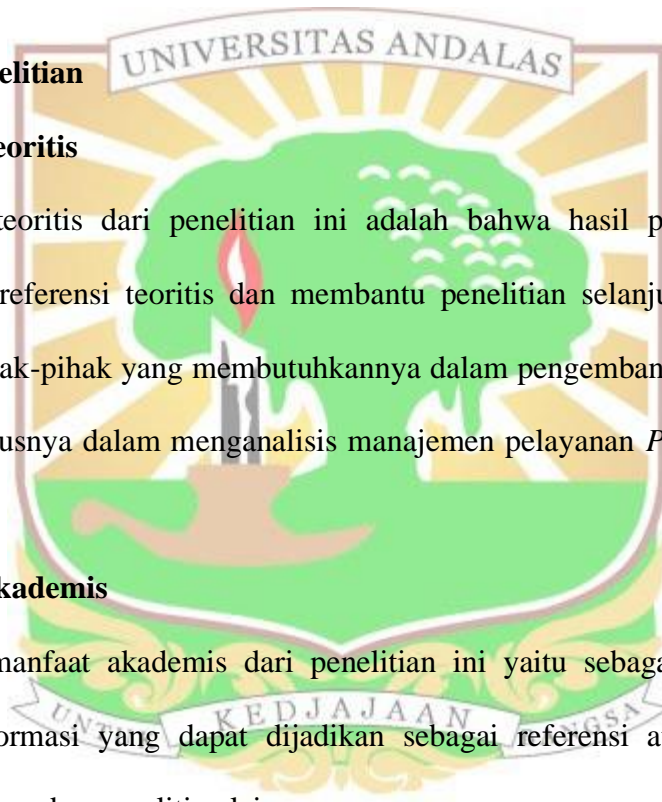 UNIVERSITAS ANDALAS
elitian
eoritis
teoritis dari penelitian ini adalah bahwa hasil p
referensi teoritis dan membantu penelitian selanju
ak-pihak yang membutuhkannya dalam pengemban
usnya dalam menganalisis manajemen pelayanan P
kademis
manfaat akademis dari penelitian ini yaitu sebaga
ormasi yang dapat dijadikan sebagai referensi a
UNTUK KEDJAJAAN BANGSA